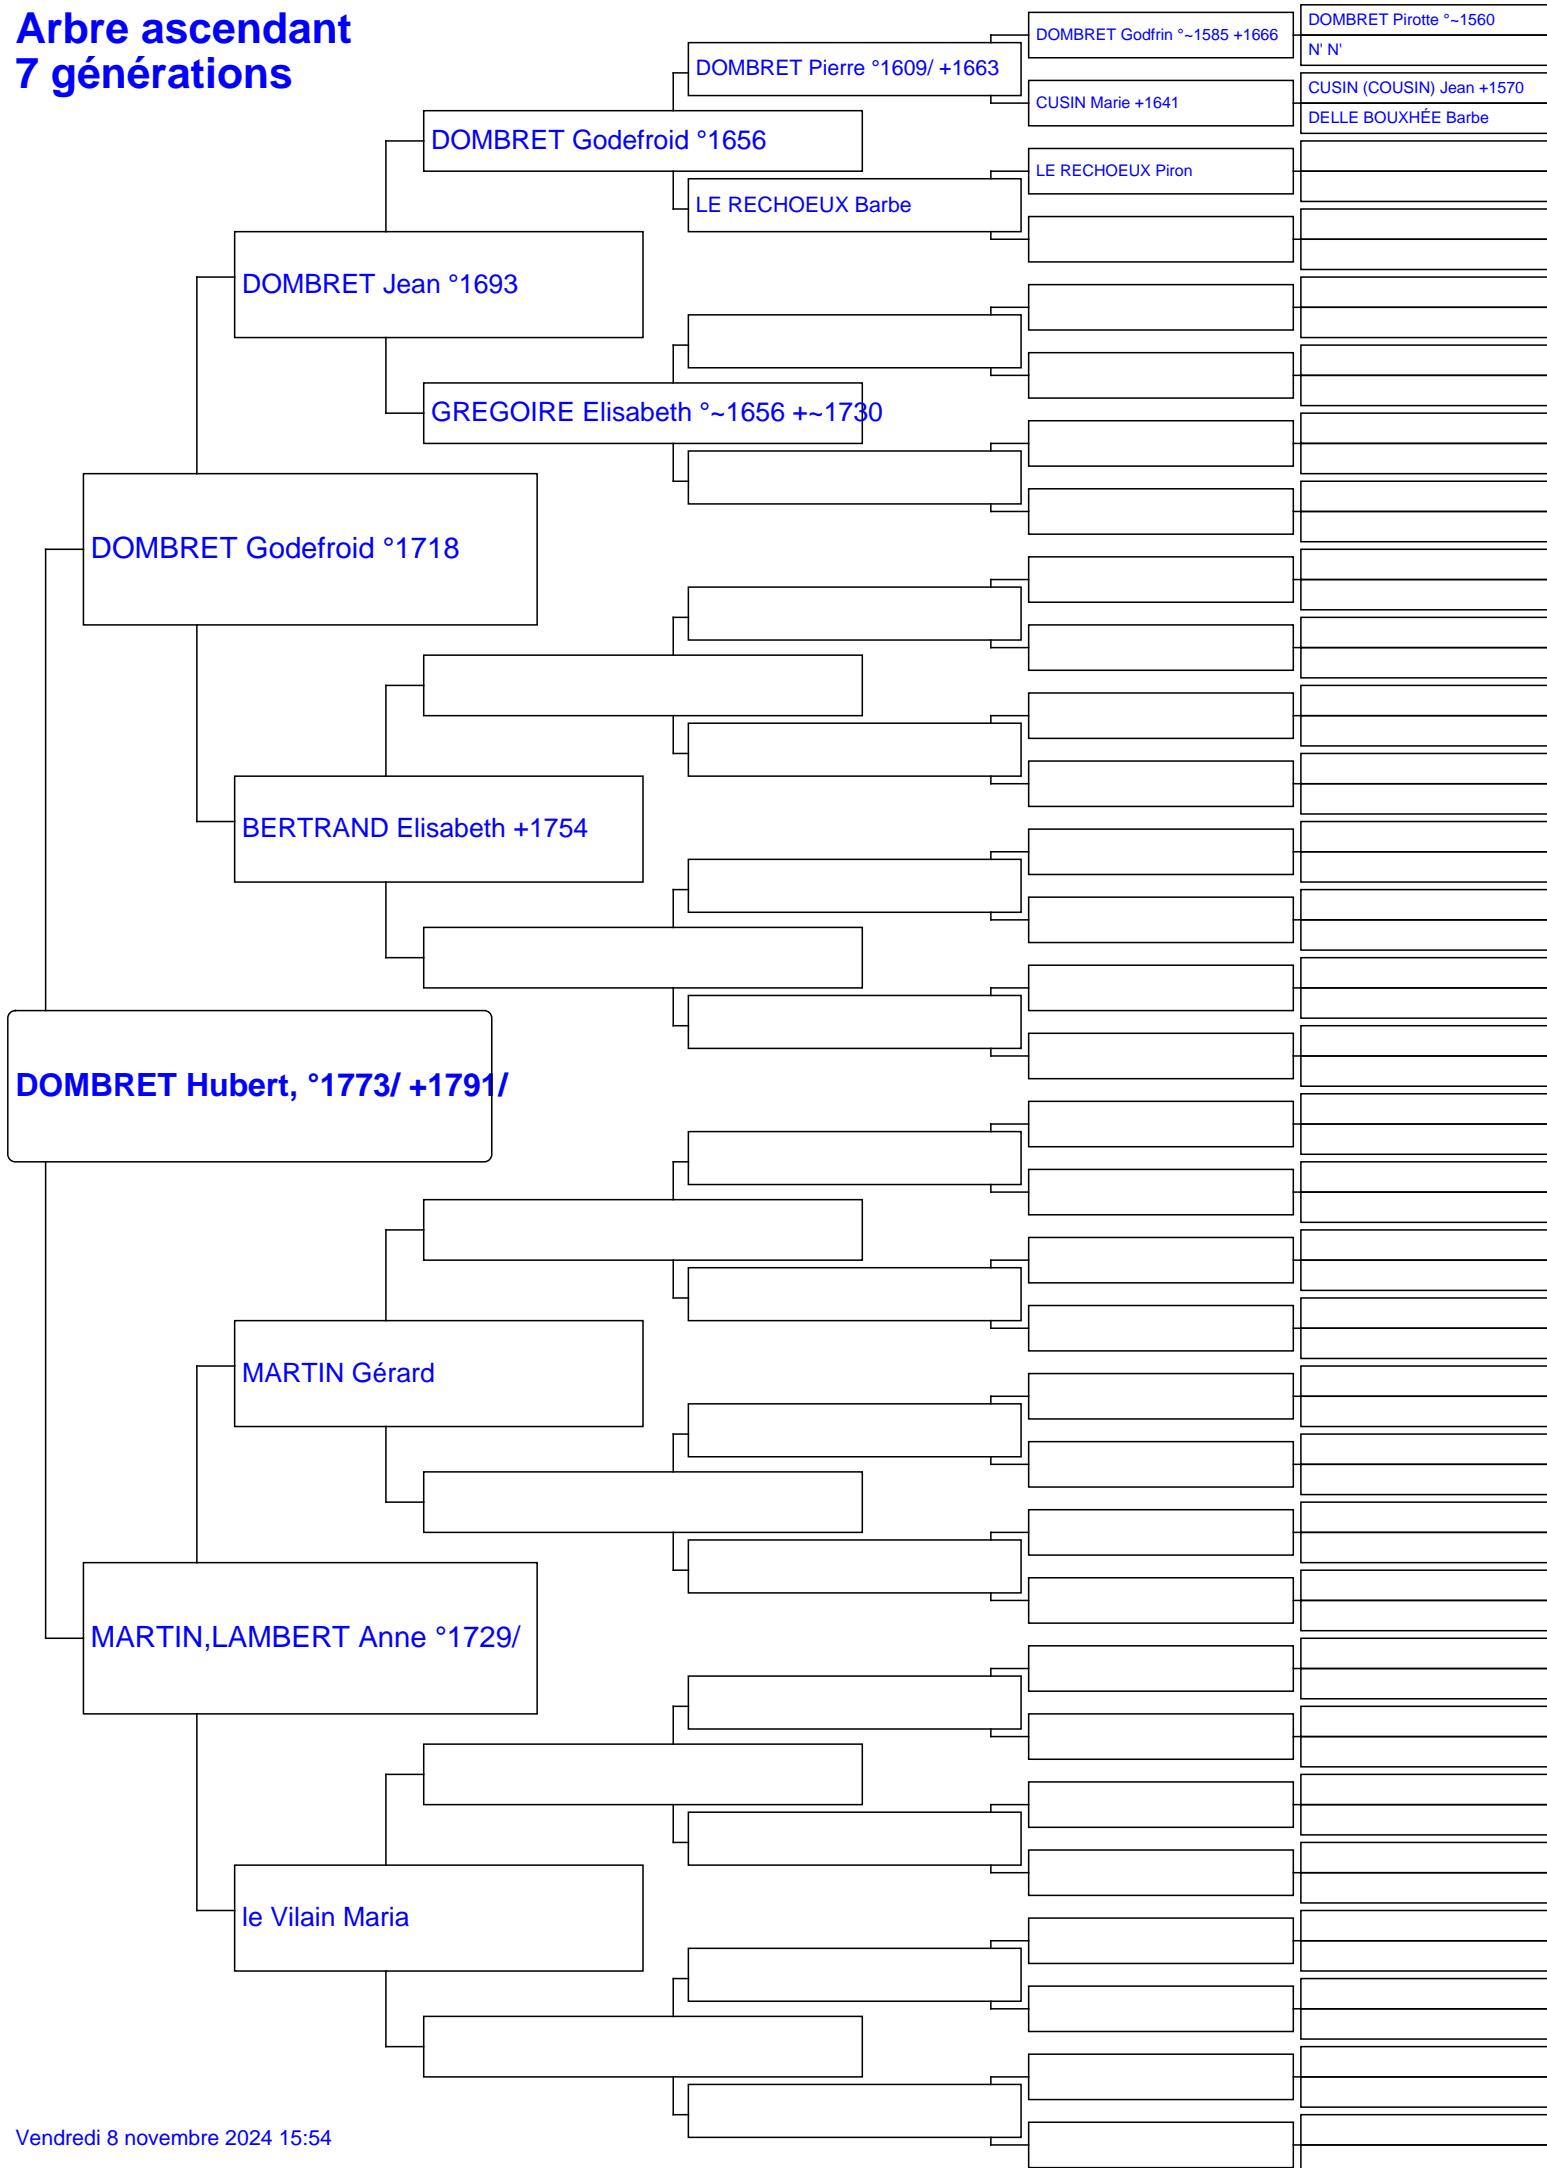 Arbre ascendant
7 générations
DOMBRET Godfrin °~1585 +1666
DOMBRET Pirotte °~1560
N' N'
DOMBRET Pierre °1609/ +1663
CUSIN Marie +1641
CUSIN (COUSIN) Jean +1570
DELLE BOUXHÉE Barbe
DOMBRET Godefroid °1656
LE RECHOEUX Piron
LE RECHOEUX Barbe
DOMBRET Jean °1693
GREGOIRE Elisabeth °~1656 +~1730
DOMBRET Godefroid °1718
BERTRAND Elisabeth +1754
DOMBRET Hubert, °1773/ +1791/
MARTIN Gérard
MARTIN,LAMBERT Anne °1729/
le Vilain Maria
Vendredi 8 novembre 2024 15:54